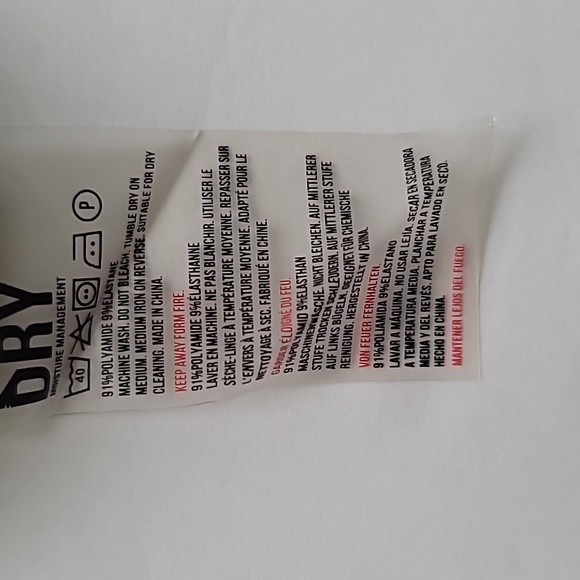 DRY
MOISTURE MANAGEMENT
40 P
91%POLYAMIDE 9%ELASTANE
MACHINE WASH. DO NOT BLEACH. TUMBLE DRY ON
MEDIUM. MEDIUM IRON ON REVERSE. SUITABLE FOR DRY
CLEANING. MADE IN CHINA.
KEEP AWAY FORM FIRE.
91%POLYAMIDE 9%ÉLASTHANNE
LAVER EN MACHINE. NE PAS BLANCHIR. UTILISER LE
SÈCHE-LINGE À TEMPÉRATURE MOYENNE. REPASSER SUR
L'ENVERS À TEMPÉRATURE MOYENNE. ADAPTÉ POUR LE
NETTOYAGE À SEC. FABRIQUÉ EN CHINE.
GARDER ÉLOIGNÉ DU FEU.
91%POLYAMID 9%ELASTHAN
MASCHINENWÄSCHE. NICHT BLEICHEN. AUF MITTLERER
STUFE TROCKEN SCHLEUDERN. AUF MITTLERER STUFE
AUF LINKS BÜGELN. GEEIGNET FÜR CHEMISCHE
REINIGUNG. HERGESTELLT IN CHINA.
VON FEUER FERNHALTEN
91%POLIAMIDA 9%ELASTANO
LAVAR A MÁQUINA. NO USAR LEJÍA. SECAR EN SECADORA
A TEMPERATURA MEDIA. PLANCHAR A TEMPERATURA
MEDIA Y DEL REVÉS. APTO PARA LAVADO EN SECO.
HECHO EN CHINA.
MANTENER LEJOS DEL FUEGO.